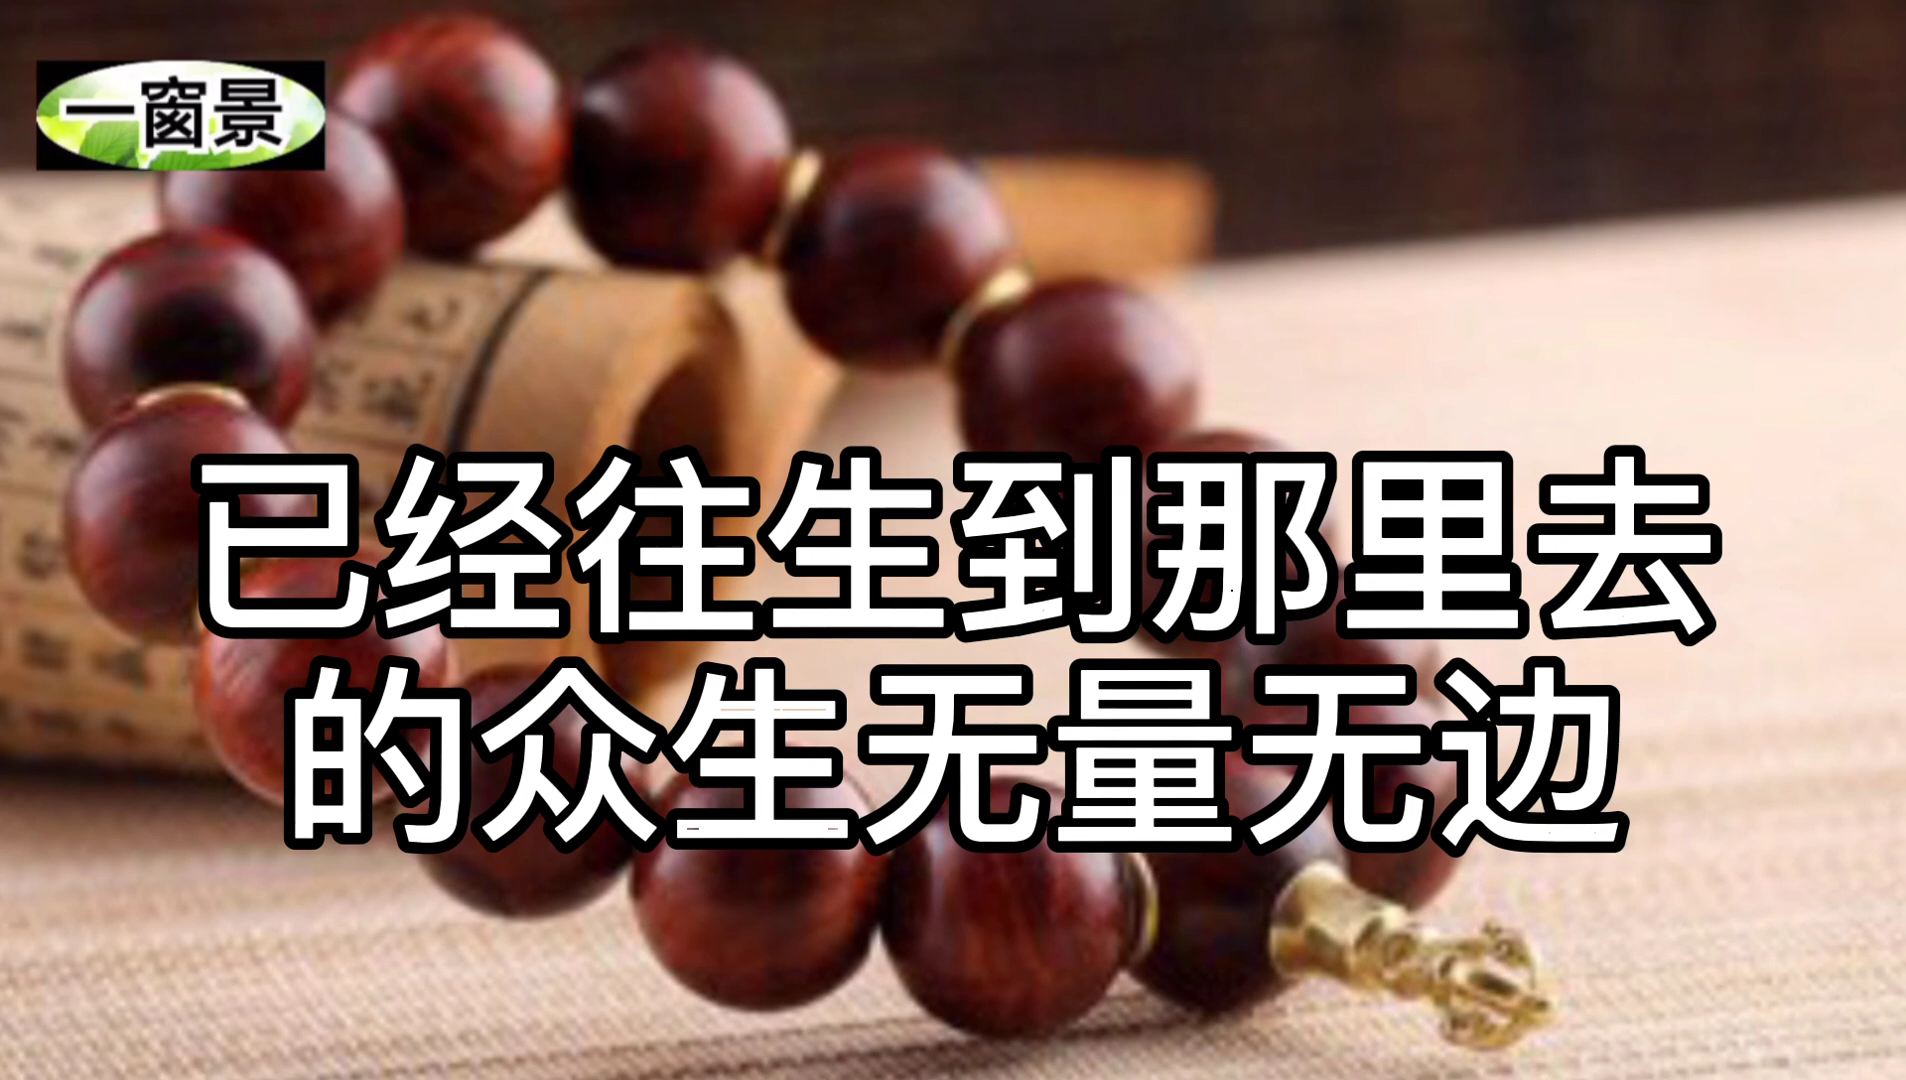 一窗景
已经往生到那里去
的众生无量无边